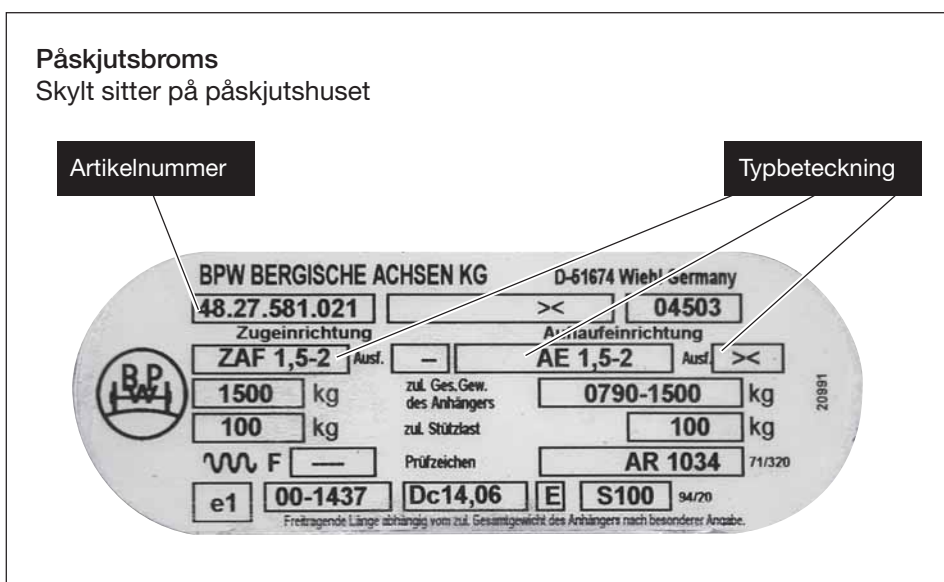 Påskjutsbroms
Skylt sitter på påskjutshuset
Artikelnummer Typbeteckning
BPW BERGISCHE ACHSEN KG D-51674 Wiehl Germany
48.27.581.021 >< 04503
Zugeinrichtung Auflaufeinrichtung
ZAF 1,5-2 Ausf. – AE 1,5-2 Ausf. ><
BPW
1500 kg zul. Ges.Gew. des Anhängers 0790-1500 kg
100 kg zul. Stützlast 100 kg
20991
F ---- Prüfzeichen AR 1034 71/320
e1 00-1437 Dc14,06 E S100 94/20
Freitragende Länge abhängig vom zul. Gesamtgewicht des Anhängers nach besonderer Angabe.